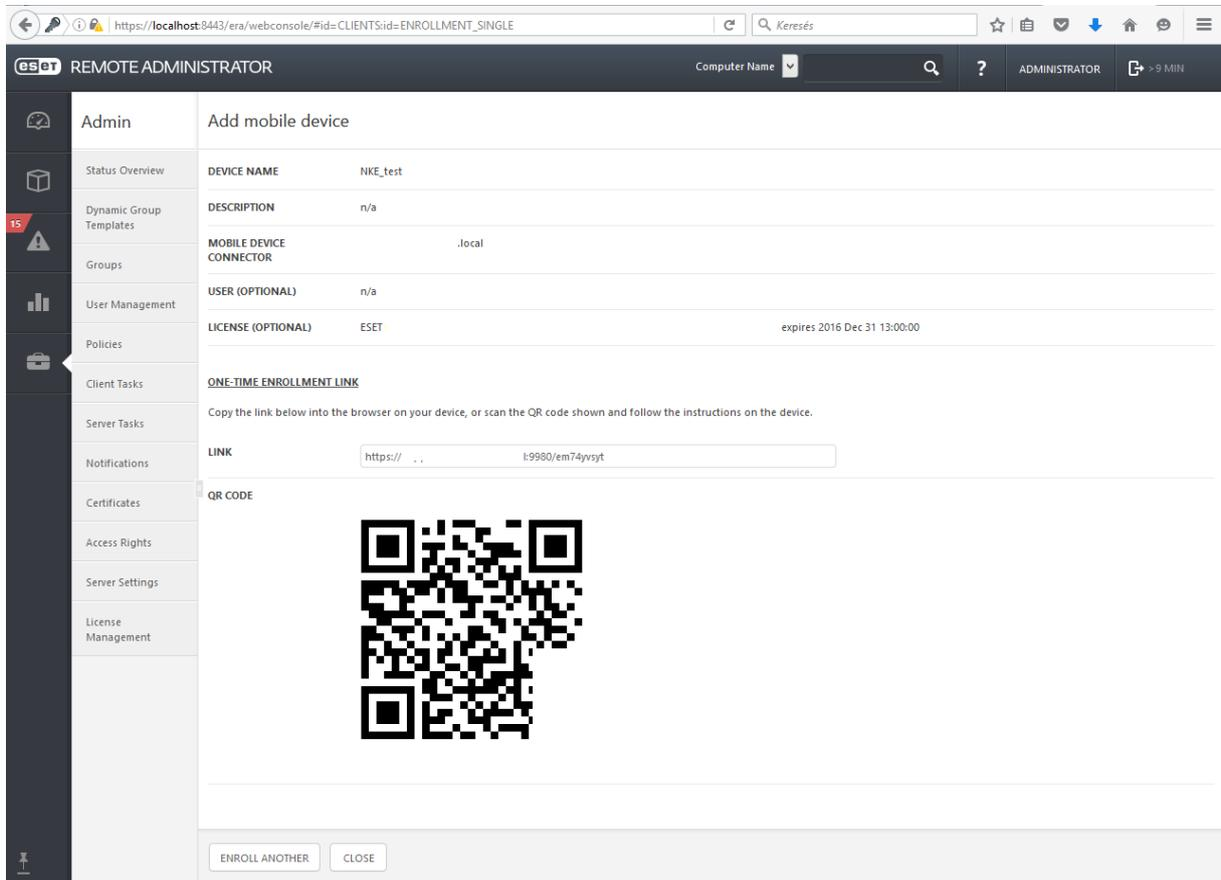 https://localhost:8443/era/webconsole/#id=CLIENTS:id=ENROLLMENT_SINGLE
Keresés
eset REMOTE ADMINISTRATOR
Computer Name
?
ADMINISTRATOR
>9 MIN
15
Admin
Status Overview
Dynamic Group
Templates
Groups
User Management
Policies
Client Tasks
Server Tasks
Notifications
Certificates
Access Rights
Server Settings
License
Management
Add mobile device
DEVICE NAME NKE_test
DESCRIPTION n/a
MOBILE DEVICE .local
CONNECTOR
USER (OPTIONAL) n/a
LICENSE (OPTIONAL) ESET expires 2016 Dec 31 13:00:00
ONE-TIME ENROLLMENT LINK
Copy the link below into the browser on your device, or scan the QR code shown and follow the instructions on the device.
LINK https:// l:9980/em74yvsyt
QR CODE
ENROLL ANOTHER CLOSE